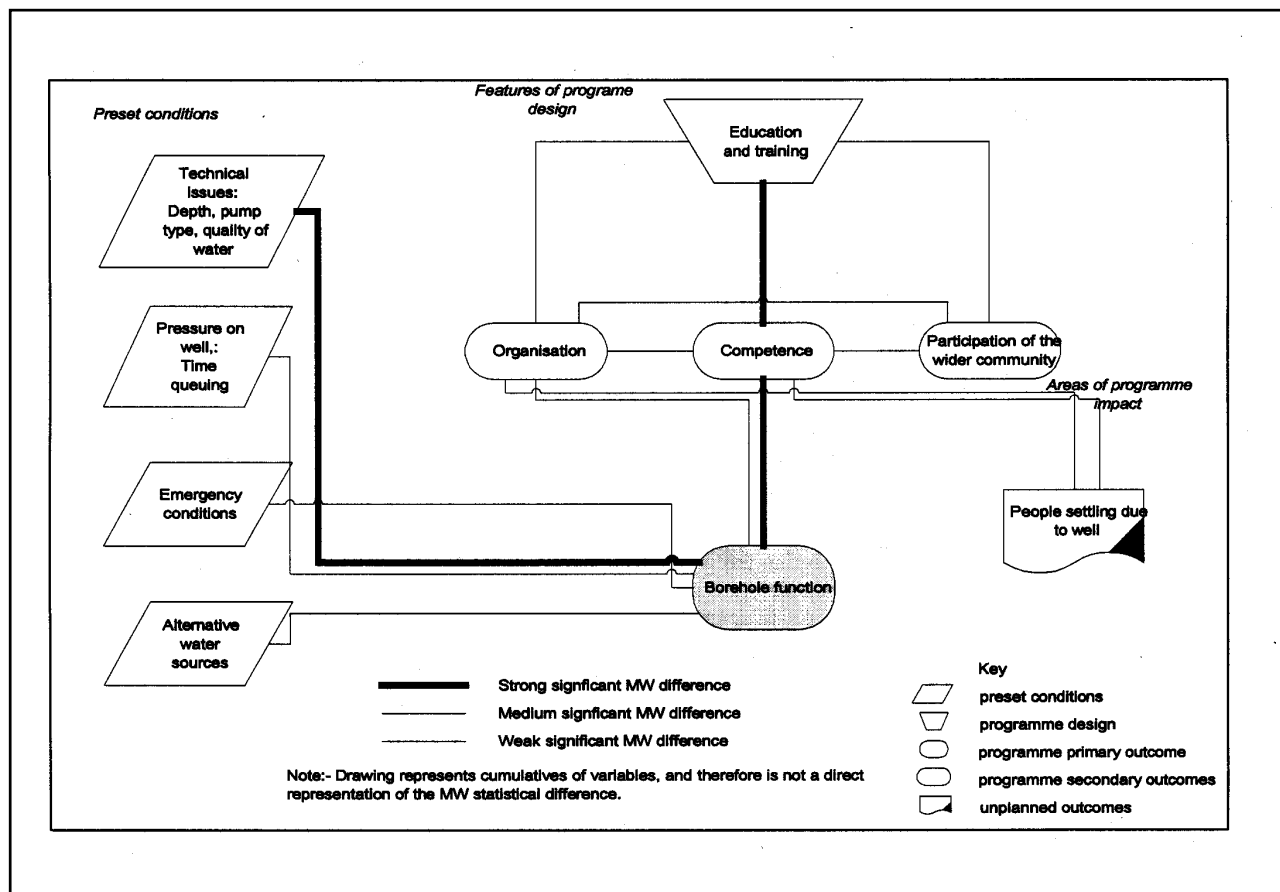 Preset conditions
Features of programe
design
Education
and training
Technical
issues:
Depth, pump
type, quality of
water
Pressure on
well,:
Time
queuing
Organisation
Competence
Participation of the
wider community
Areas of programme
impact
Emergency
conditions
People settling due
to well
Borehole function
Alternative
water
sources
Strong signficant MW difference
Medium signficant MW difference
Weak significant MW difference
Note:- Drawing represents cumulatives of variables, and therefore is not a direct
representation of the MW statistical difference.
Key
preset conditions
programme design
programme primary outcome
programme secondary outcomes
unplanned outcomes